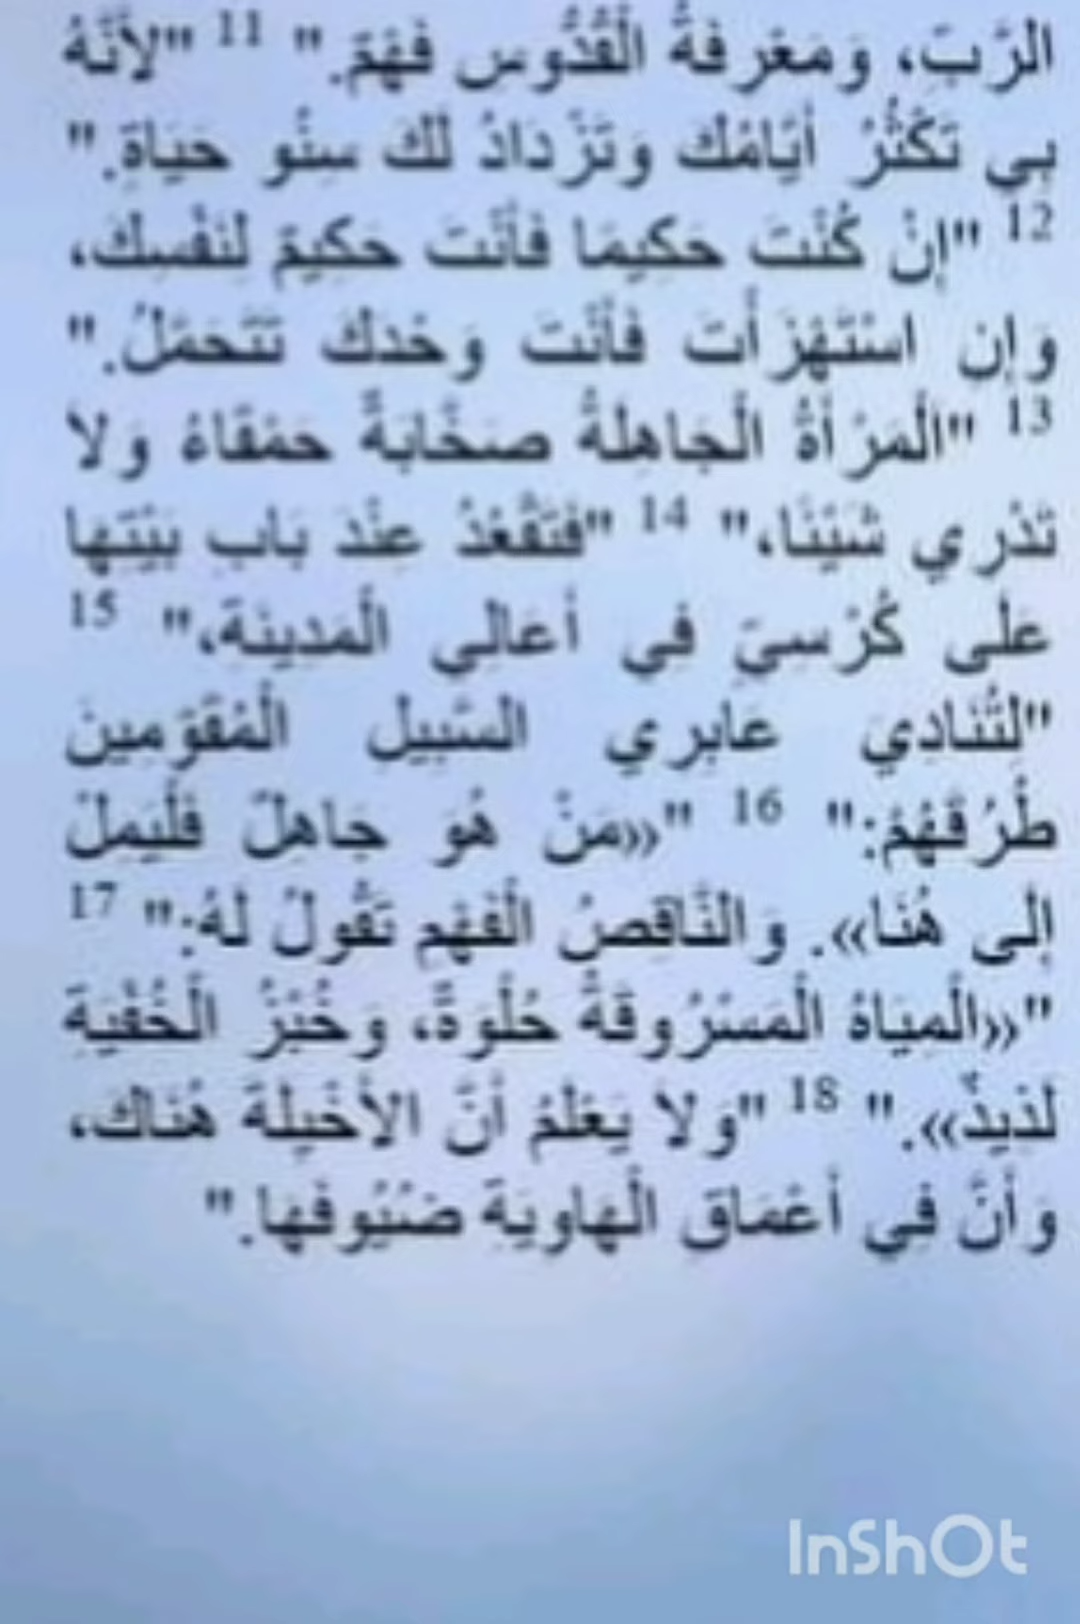 الرَّبِّ، وَمَعْرِفَةُ الْقُدُّوسِ فَهْمٌ." 11 "لأَنَّهُ
بِي تَكْثُرُ أَيَّامُكَ وَتَزْدَادُ لَكَ سِنُو حَيَاةٍ."
12 "إِنْ كُنْتَ حَكِيمًا فَأَنْتَ حَكِيمٌ لِنَفْسِكَ،
وَإِنِ اسْتَهْزَأْتَ فَأَنْتَ وَحْدَكَ تَتَحَمَّلُ."
13 "اَلْمَرْأَةُ الْجَاهِلَةُ صَخَّابَةٌ حَمْقَاءُ وَلاَ
تَدْرِي شَيْئًا،" 14 "فَتَقْعُدُ عِنْدَ بَابِ بَيْتِهَا
عَلَى كُرْسِيٍّ فِي أَعَالِي الْمَدِينَةِ،" 15
"لِتُنَادِيَ عَابِرِي السَّبِيلِ الْمُقَوِّمِينَ
طُرُقَهُمْ:" 16 "«مَنْ هُوَ جَاهِلٌ فَلْيَمِلْ
إِلَى هُنَا». وَالنَّاقِصُ الْفَهْمِ تَقُولُ لَهُ:" 17
"«الْمِيَاهُ الْمَسْرُوقَةُ حُلْوَةٌ، وَخُبْزُ الْخُفْيَةِ
لَذِيذٌ»." 18 "وَلاَ يَعْلَمُ أَنَّ الأَخْيِلَةَ هُنَاكَ،
وَأَنَّ فِي أَعْمَاقِ الْهَاوِيَةِ ضُيُوفَهَا."
InShOt